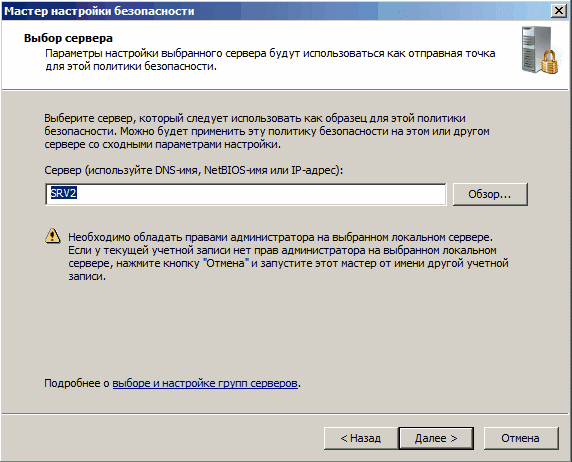 Мастер настройки безопасности
Выбор сервера
Параметры настройки выбранного сервера будут использоваться как отправная точка
для этой политики безопасности.
Выберите сервер, который следует использовать как образец для этой политики
безопасности. Можно будет применить эту политику безопасности на этом или другом
сервере со сходными параметрами настройки.
Сервер (используйте DNS-имя, NetBIOS-имя или IP-адрес):
SRV2
Обзор...
Необходимо обладать правами администратора на выбранном локальном сервере.
Если у текущей учетной записи нет прав администратора на выбранном локальном
сервере, нажмите кнопку "Отмена" и запустите этот мастер от имени другой учетной
записи.
Подробнее о выборе и настройке групп серверов.
< Назад
Далее >
Отмена